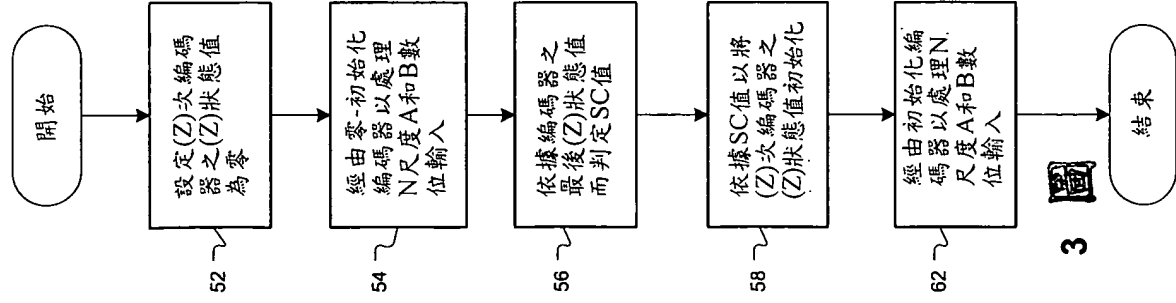 開始
設定(Z)次編碼
器之(Z)狀態值
為零
52
經由零-初始化
編碼器以處理
N尺度A和B數
位輸入
54
依據編碼器之
最後(Z)狀態值
而判定SC值
56
依據SC值以將
(Z)次編碼器之
(Z)狀態值初始化
58
經由初始化編
碼器以處理N.
尺度A和B數
位輸入
62
結束
圖 3